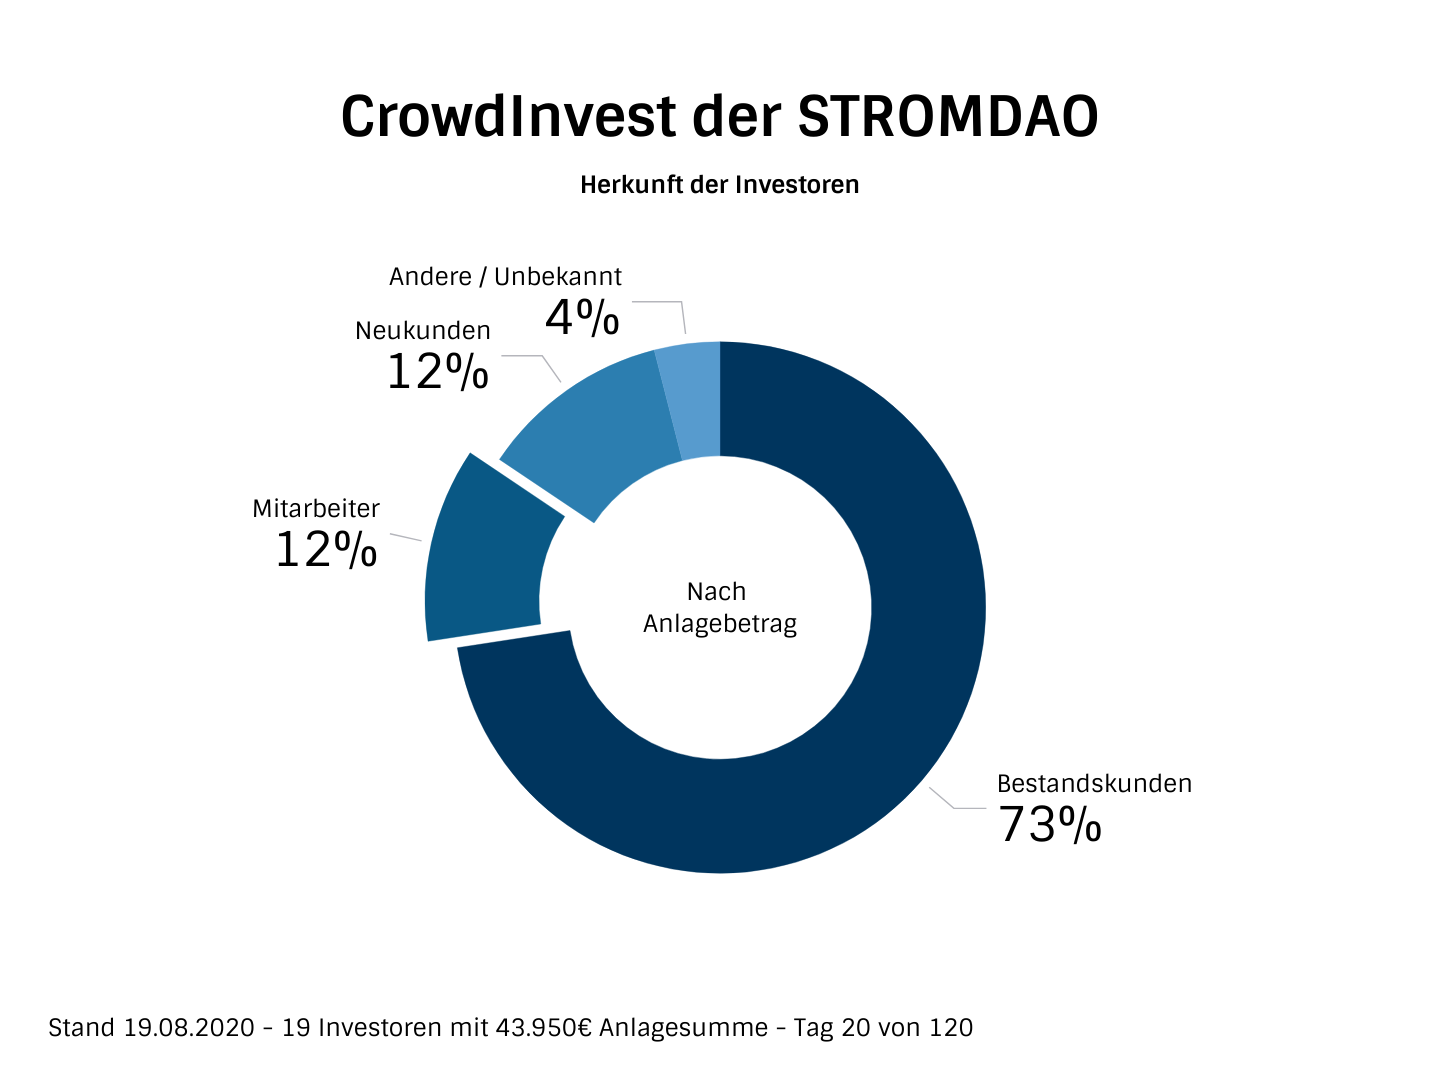 CrowdInvest der STROMDAO
Herkunft der Investoren
Andere / Unbekannt
4%
Neukunden
12%
Mitarbeiter
12%
Nach
Anlagebetrag
Bestandskunden
73%
Stand 19.08.2020 - 19 Investoren mit 43.950€ Anlagesumme - Tag 20 von 120